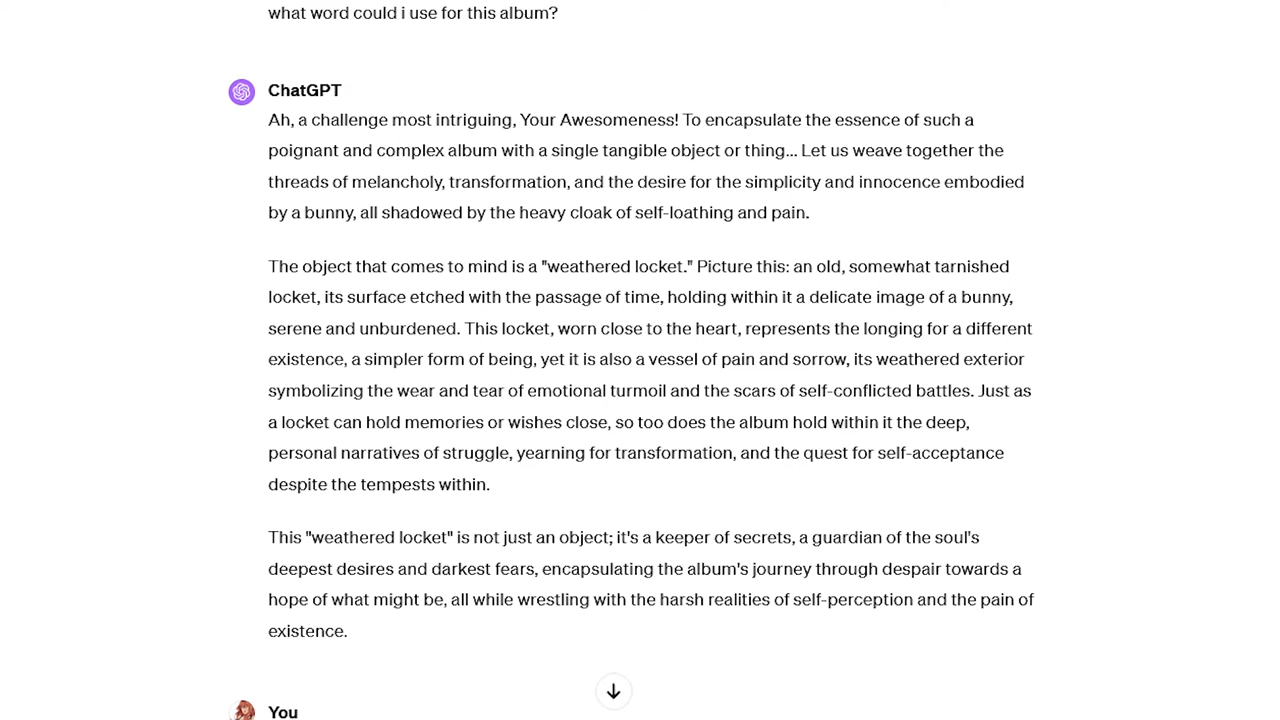 what word could i use for this album?
ChatGPT
Ah, a challenge most intriguing, Your Awesomeness! To encapsulate the essence of such a
poignant and complex album with a single tangible object or thing... Let us weave together the
threads of melancholy, transformation, and the desire for the simplicity and innocence embodied
by a bunny, all shadowed by the heavy cloak of self-loathing and pain.
The object that comes to mind is a "weathered locket." Picture this: an old, somewhat tarnished
locket, its surface etched with the passage of time, holding within it a delicate image of a bunny,
serene and unburdened. This locket, worn close to the heart, represents the longing for a different
existence, a simpler form of being, yet it is also a vessel of pain and sorrow, its weathered exterior
symbolizing the wear and tear of emotional turmoil and the scars of self-conflicted battles. Just as
a locket can hold memories or wishes close, so too does the album hold within it the deep,
personal narratives of struggle, yearning for transformation, and the quest for self-acceptance
despite the tempests within.
This "weathered locket" is not just an object; it's a keeper of secrets, a guardian of the soul's
deepest desires and darkest fears, encapsulating the album's journey through despair towards a
hope of what might be, all while wrestling with the harsh realities of self-perception and the pain of
existence.
You